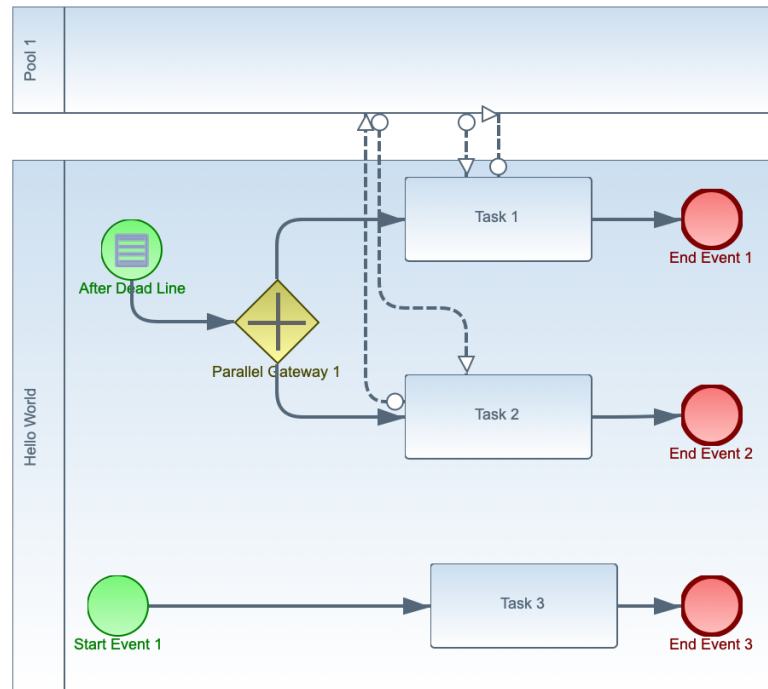 Pool 1
Hello World
Task 1
End Event 1
After Dead Line
Parallel Gateway 1
Task 2
End Event 2
Task 3
Start Event 1
End Event 3